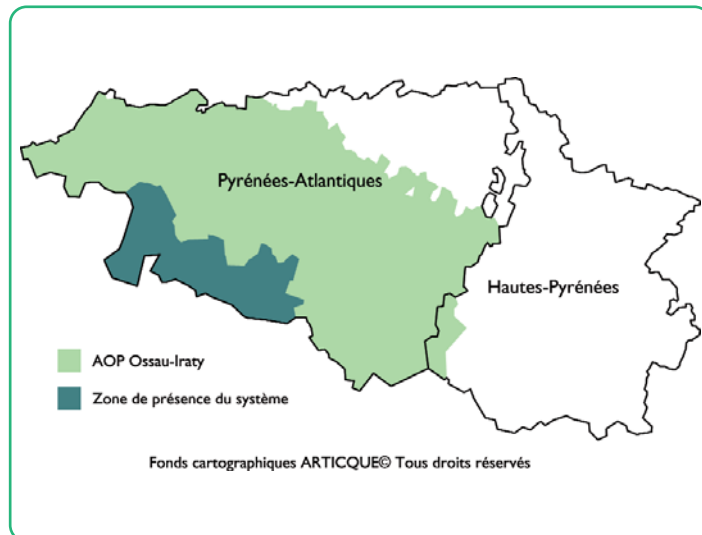 Pyrénées-Atlantiques
Hautes-Pyrénées
AOP Ossau-Iraty
Zone de présence du système
Fonds cartographiques ARTICQUE© Tous droits réservés